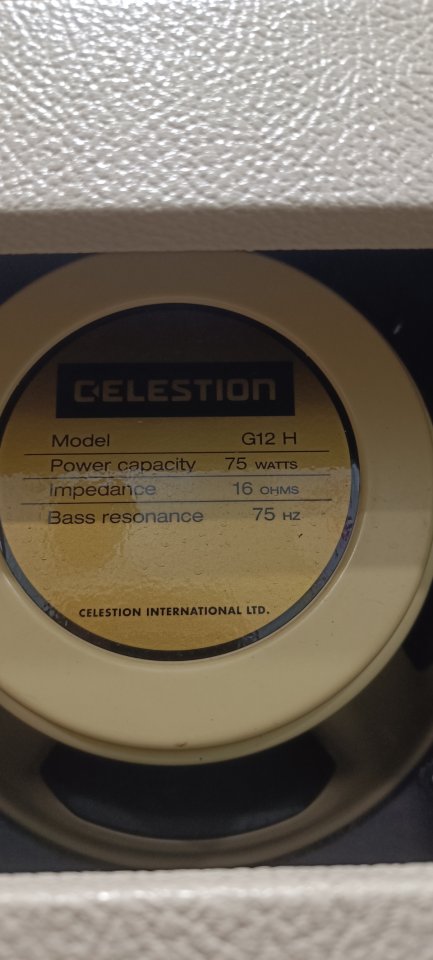 CELESTION
Model G12 H
Power capacity 75 WATTS
Impedance 16 OHMS
Bass resonance 75 HZ
CELESTION INTERNATIONAL LTD.